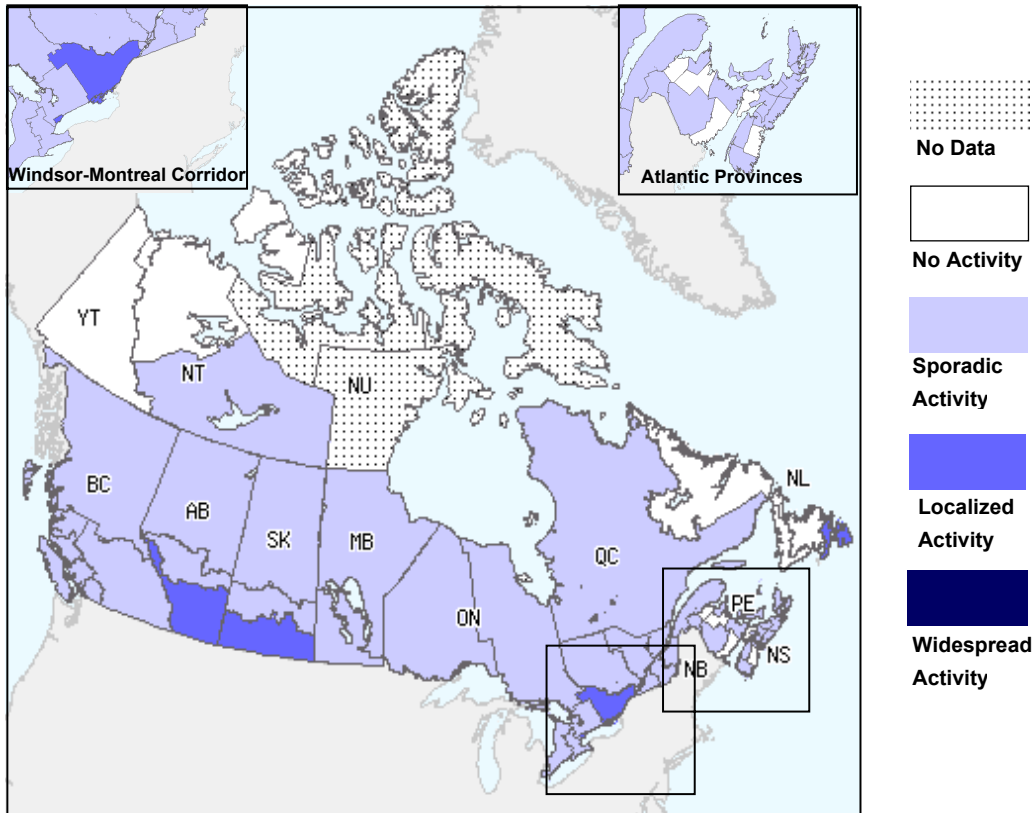 Windsor-Montreal Corridor
Atlantic Provinces
No Data
No Activity
Sporadic
Activity
Localized
Activity
Widespread
Activity
YT
NT
NU
BC
AB
SK
MB
ON
QC
NL
PE
NB
NS